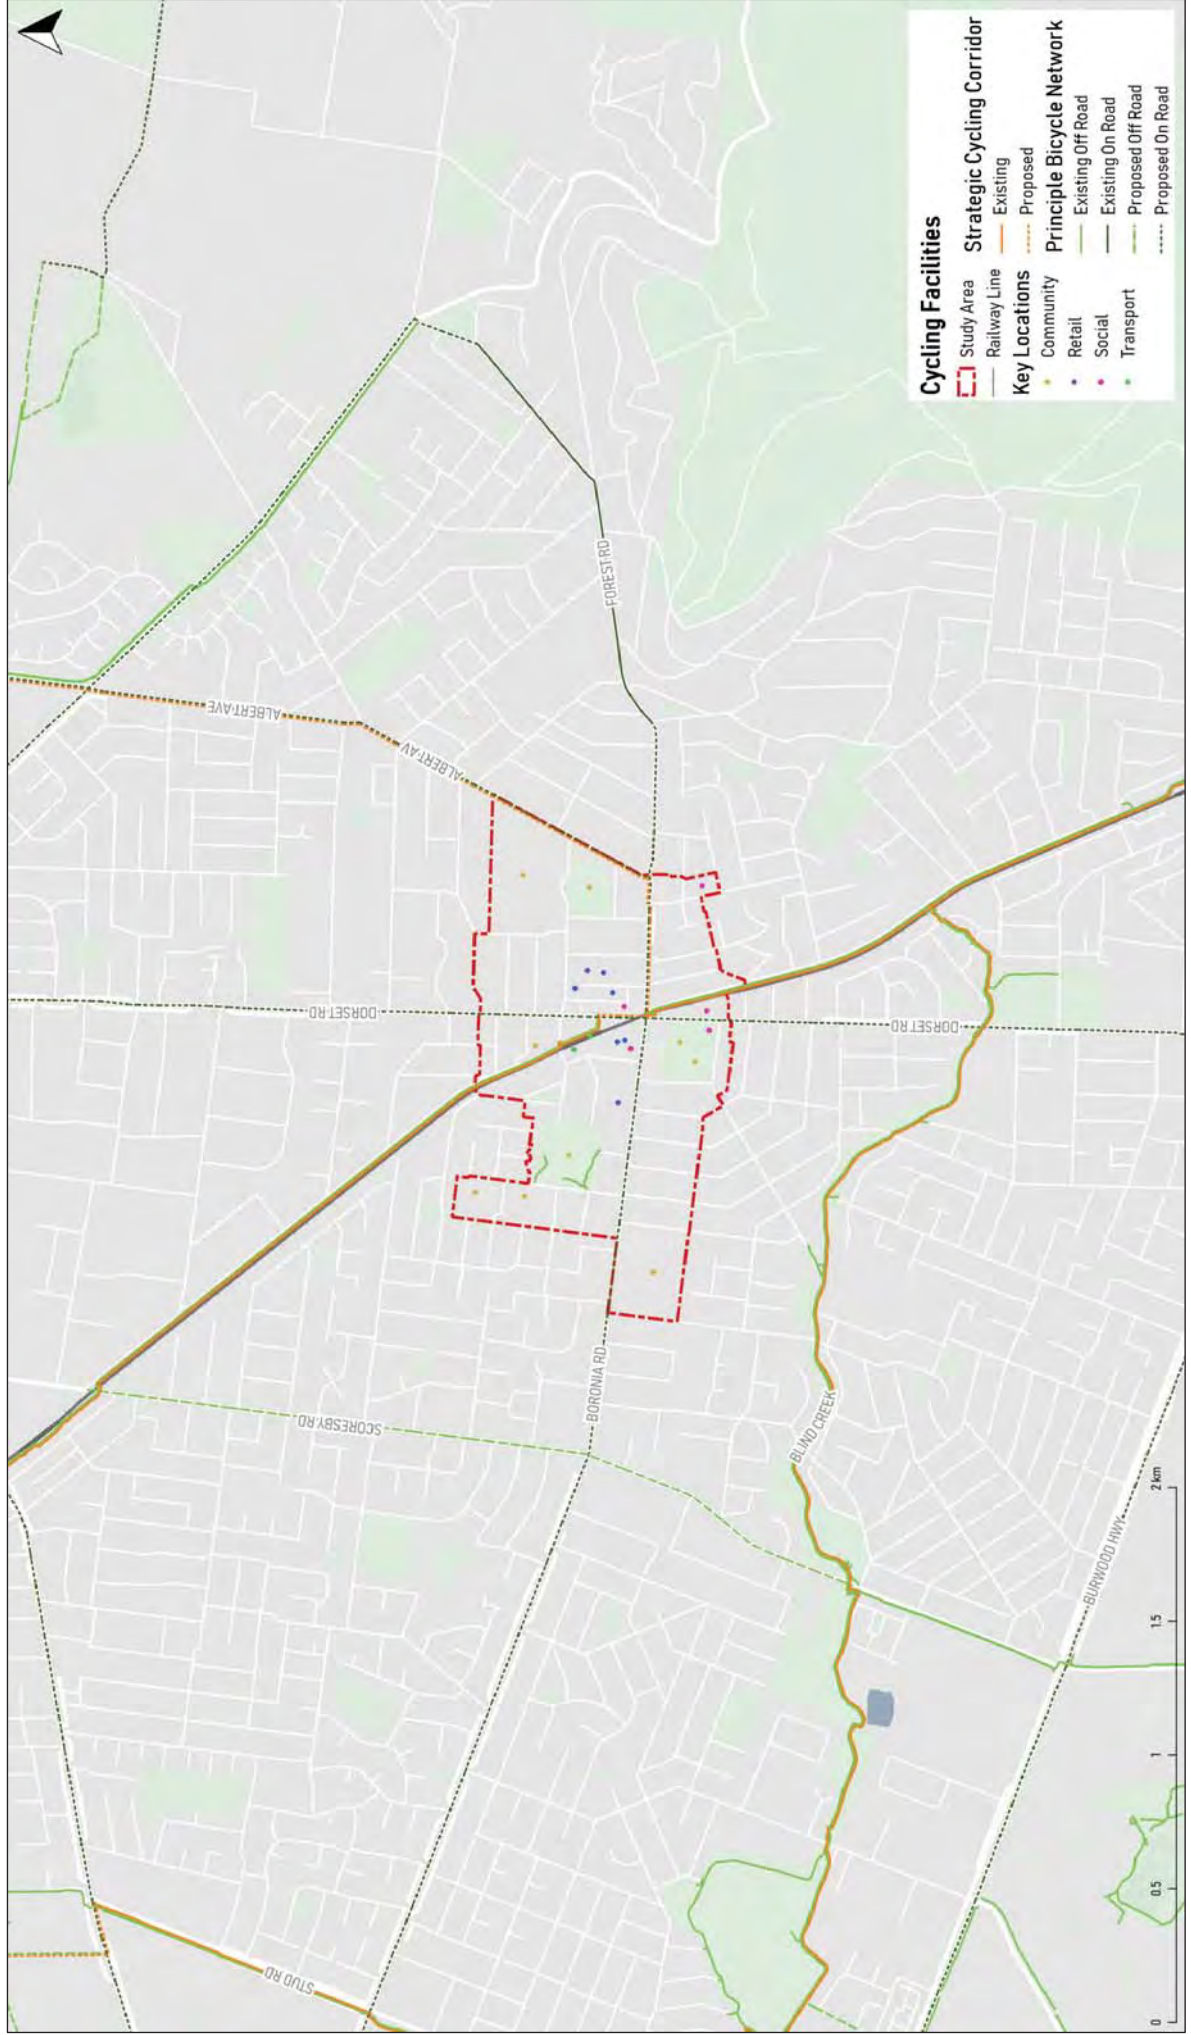 Cycling Facilities
Study Area
Railway Line
Key Locations
Community
Retail
Social
Transport
Strategic Cycling Corridor
Existing
Proposed
Principle Bicycle Network
Existing Off Road
Existing On Road
Proposed Off Road
Proposed On Road
ALBERT AVE
ALBERT AV
FOREST RD
DORSET RD
DORSET RD
SCORESBY RD
BORONIA RD
BLIND CREEK
BURWOOD HWY
STUD RD
0 0.5 1 1.5 2 km